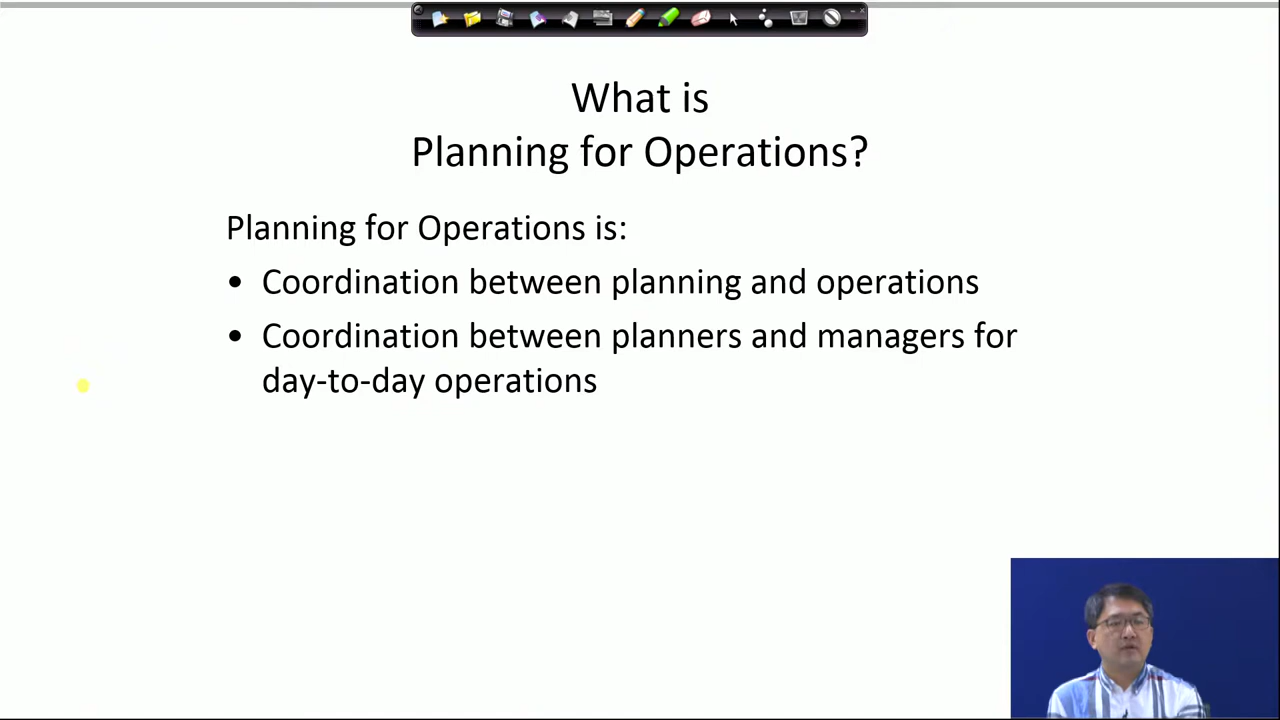 What is
Planning for Operations?
Planning for Operations is:
• Coordination between planning and operations
• Coordination between planners and managers for
day-to-day operations